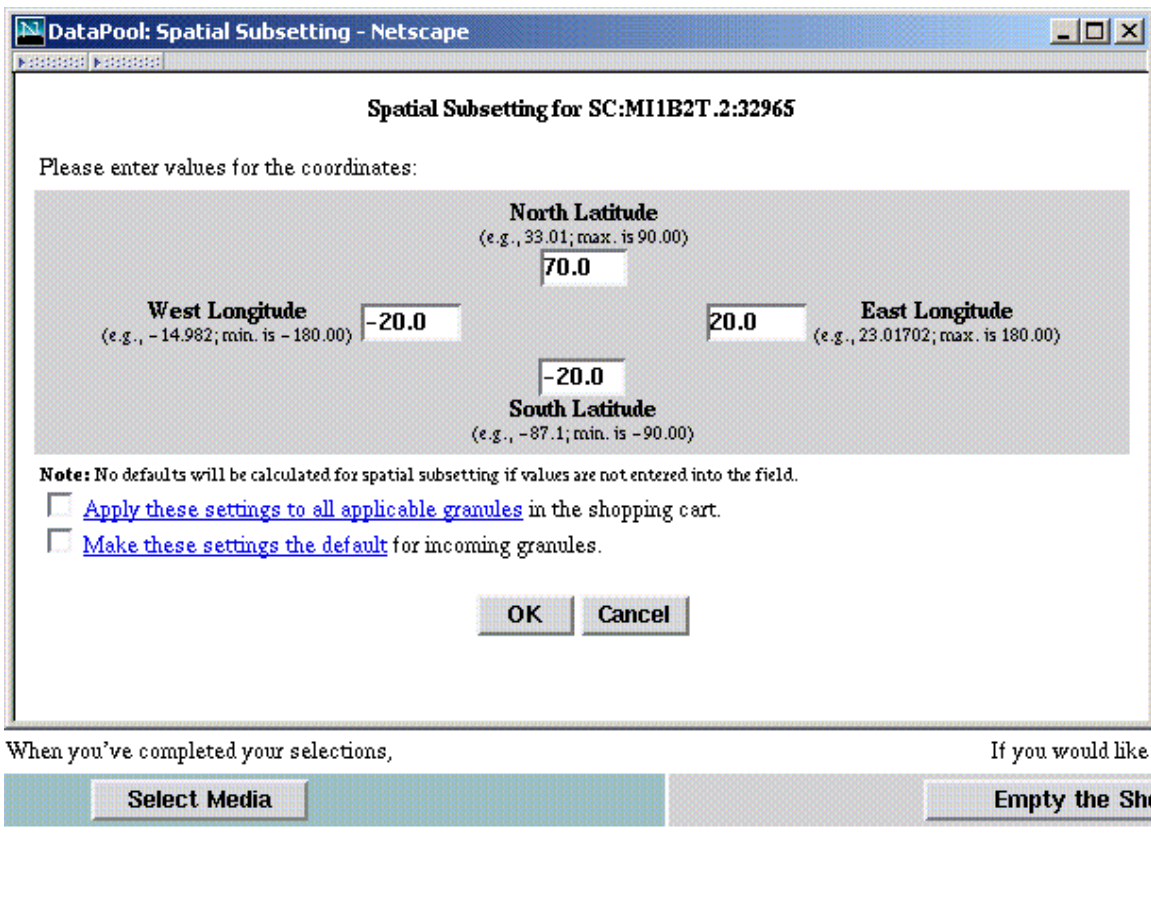 DataPool: Spatial Subsetting - Netscape
Spatial Subsetting for SC:MI1B2T.2:32965
Please enter values for the coordinates:
North Latitude
(e.g., 33.01; max. is 90.00)
70.0
West Longitude
(e.g., -14.982; min. is -180.00)
-20.0
20.0
East Longitude
(e.g., 23.01702; max. is 180.00)
-20.0
South Latitude
(e.g., -87.1; min. is -90.00)
Note: No defaults will be calculated for spatial subsetting if values are not entered into the field.
Apply these settings to all applicable granules in the shopping cart.
Make these settings the default for incoming granules.
OK Cancel
When you've completed your selections,
If you would like
Select Media
Empty the Sh